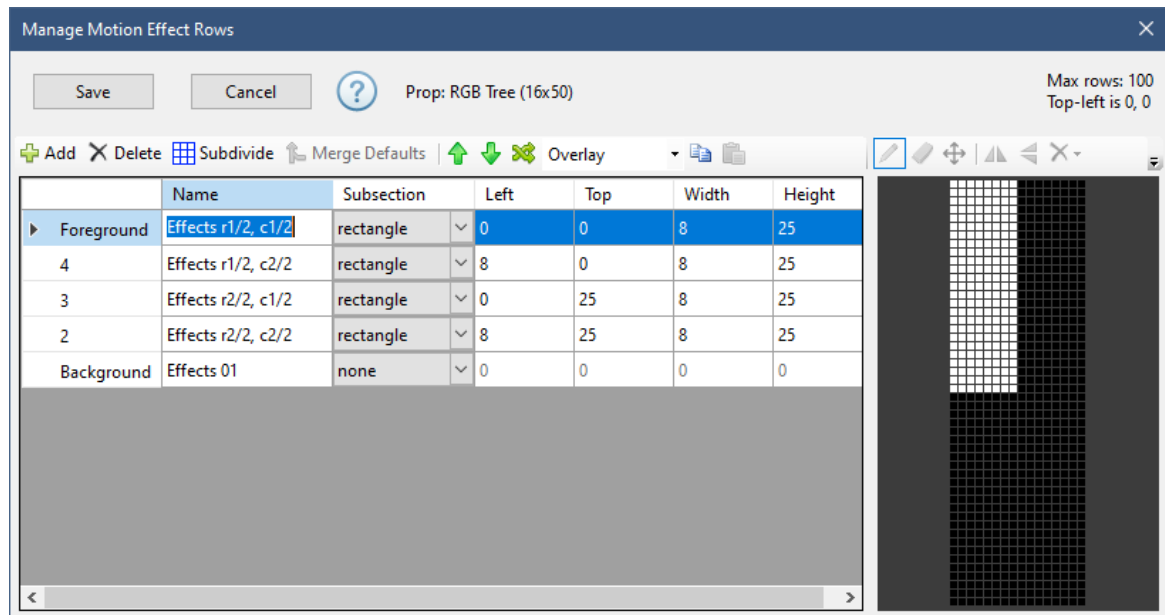 Manage Motion Effect Rows
Save Cancel ? Prop: RGB Tree (16x50) Max rows: 100
Top-left is 0, 0
Add Delete Subdivide Merge Defaults Overlay
Name Subsection Left Top Width Height
Foreground Effects r1/2, c1/2 rectangle 0 0 8 25
4 Effects r1/2, c2/2 rectangle 8 0 8 25
3 Effects r2/2, c1/2 rectangle 0 25 8 25
2 Effects r2/2, c2/2 rectangle 8 25 8 25
Background Effects 01 none 0 0 0 0